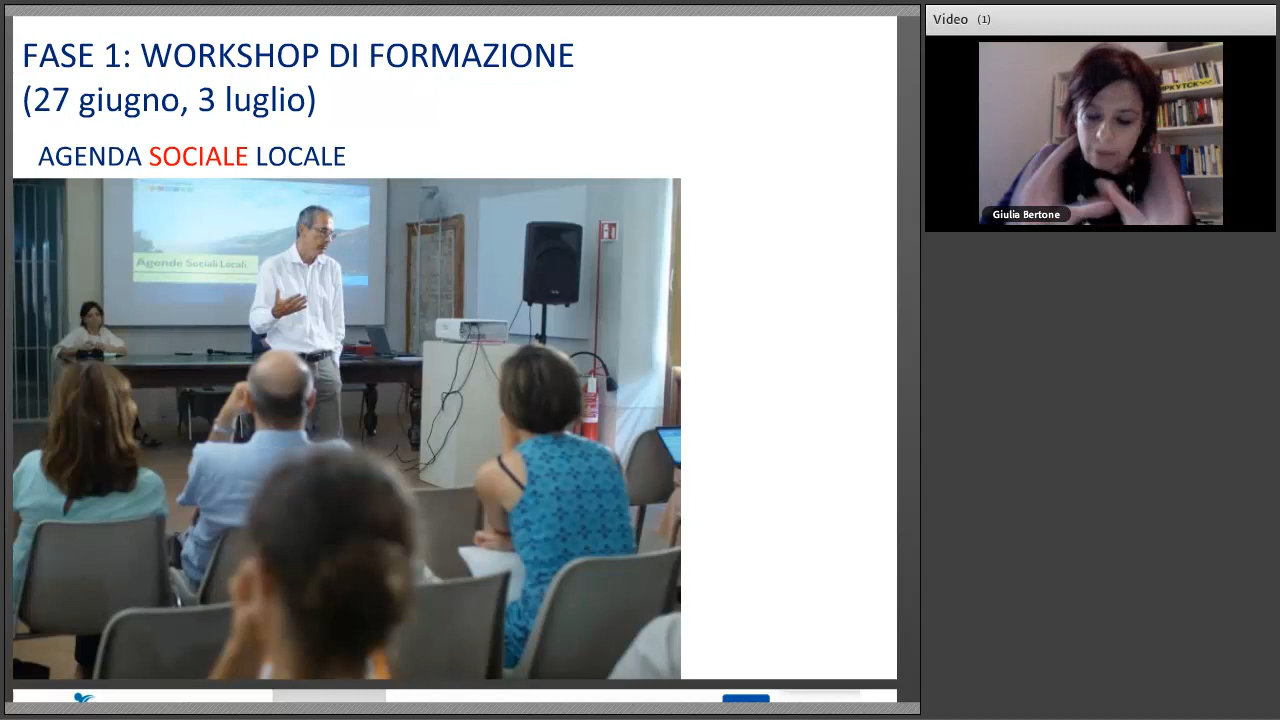 FASE 1: WORKSHOP DI FORMAZIONE
(27 giugno, 3 luglio)
AGENDA SOCIALE LOCALE
Agende Sociali Locali
Video (1)
ИРКУТСК
Giulia Bertone